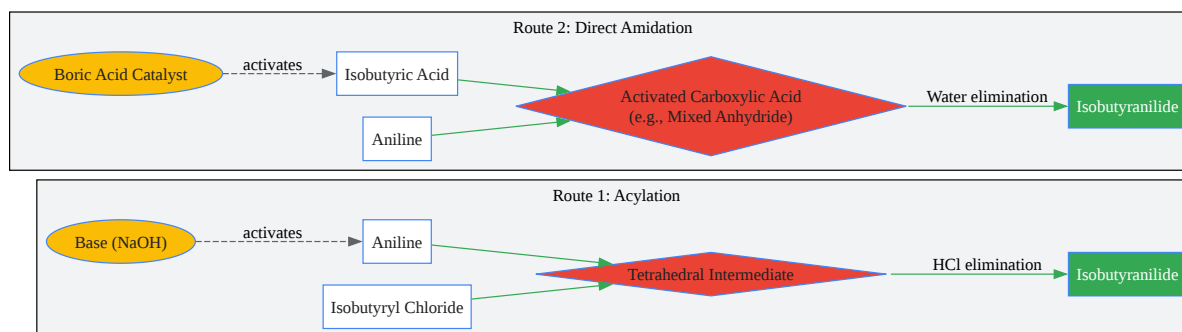 Route 2: Direct Amidation
Boric Acid Catalyst
activates
Isobutyric Acid
Aniline
Activated Carboxylic Acid
(e.g., Mixed Anhydride)
Water elimination
Isobutyranilide
Route 1: Acylation
Base (NaOH)
activates
Aniline
Isobutyryl Chloride
Tetrahedral Intermediate
HCl elimination
Isobutyranilide